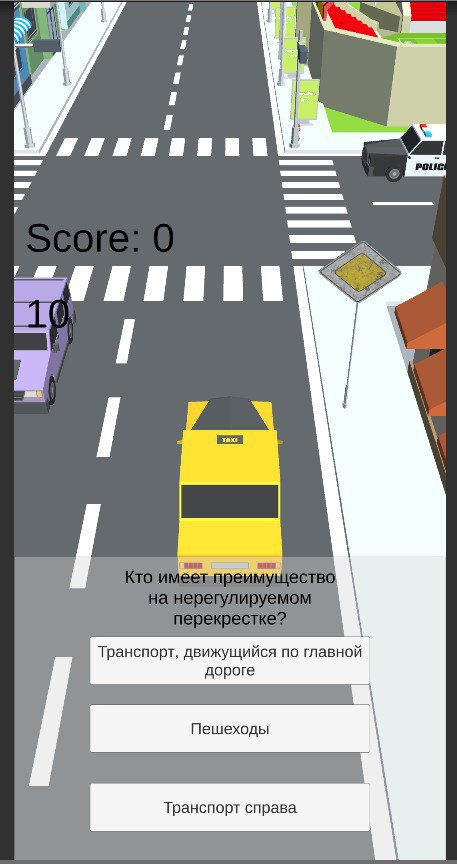 POLICE
Score: 0
10
TAXI
Кто имеет преимущество
на нерегулируемом
перекрестке?
Транспорт, движущийся по главной
дороге
Пешеходы
Транспорт справа